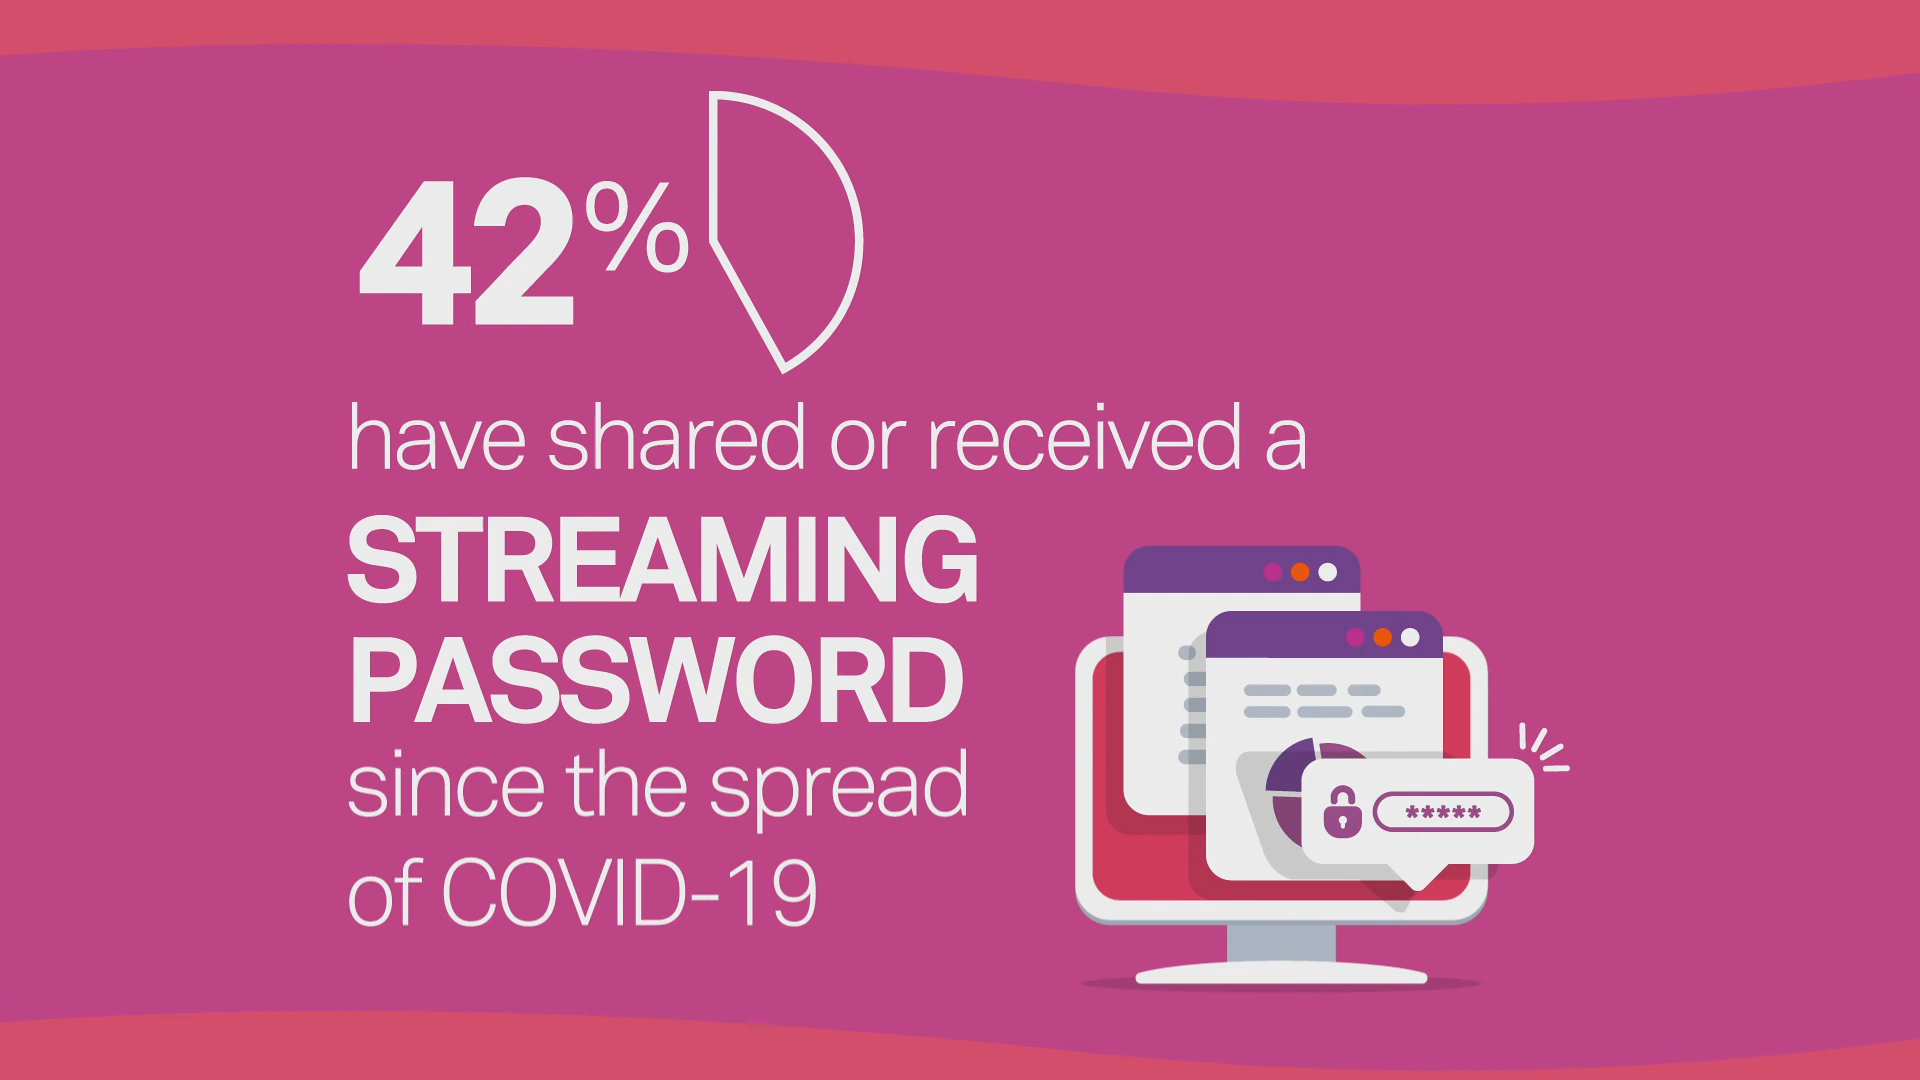 42%
have shared or received a
STREAMING
PASSWORD
since the spread
of COVID-19
*****